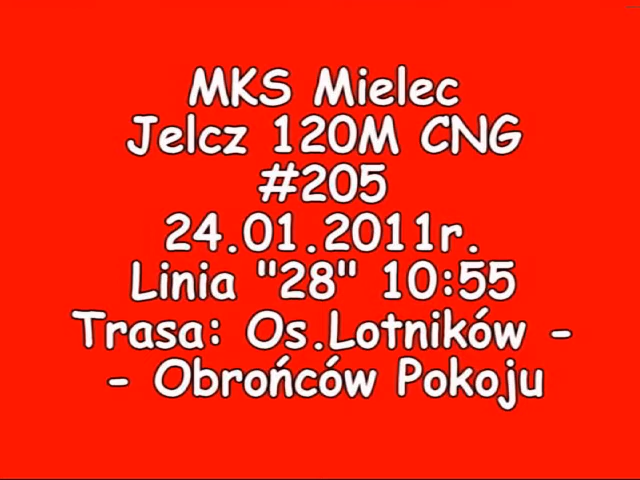 MKS Mielec
Jelcz 120M CNG
#205
24.01.2011r.
Linia "28" 10:55
Trasa: Os.Lotników -
- Obrońców Pokoju